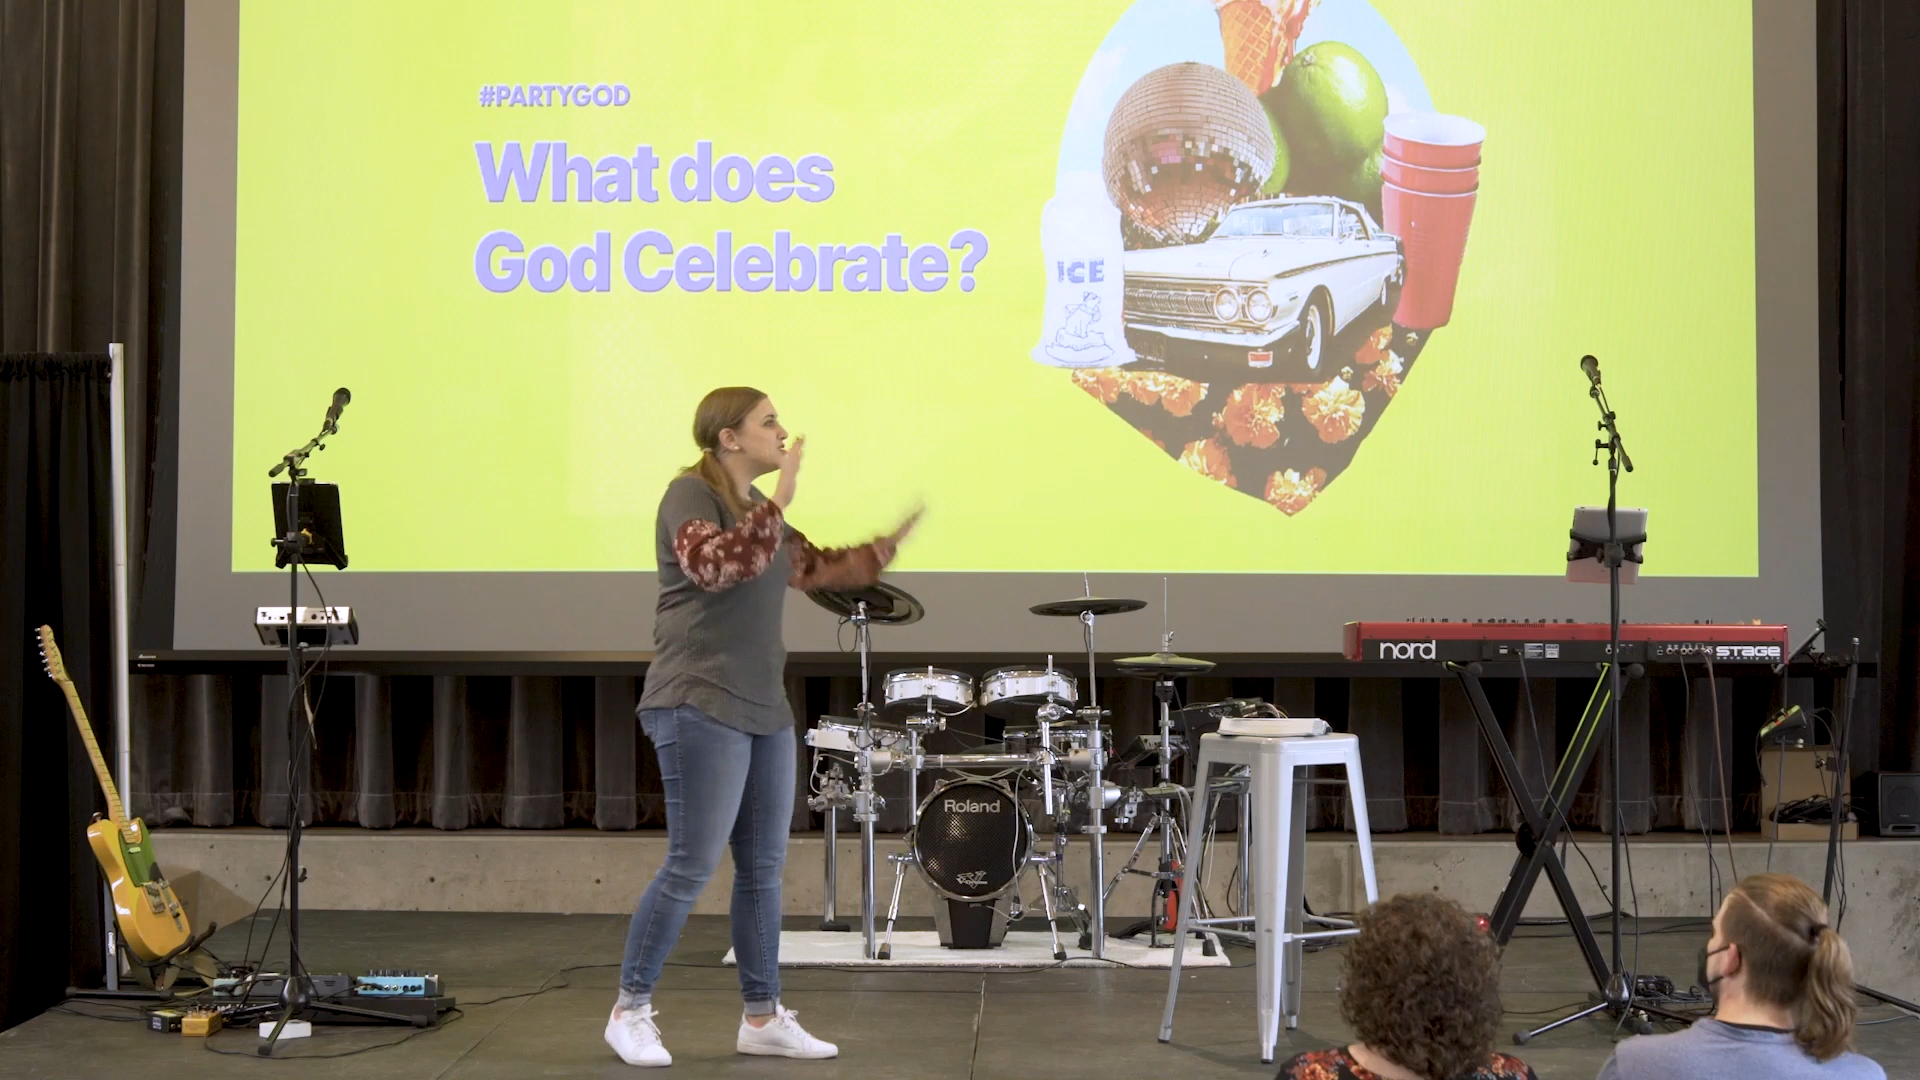 #PARTYGOD
What does
God Celebrate?
ICE
nord
STAGE
Roland